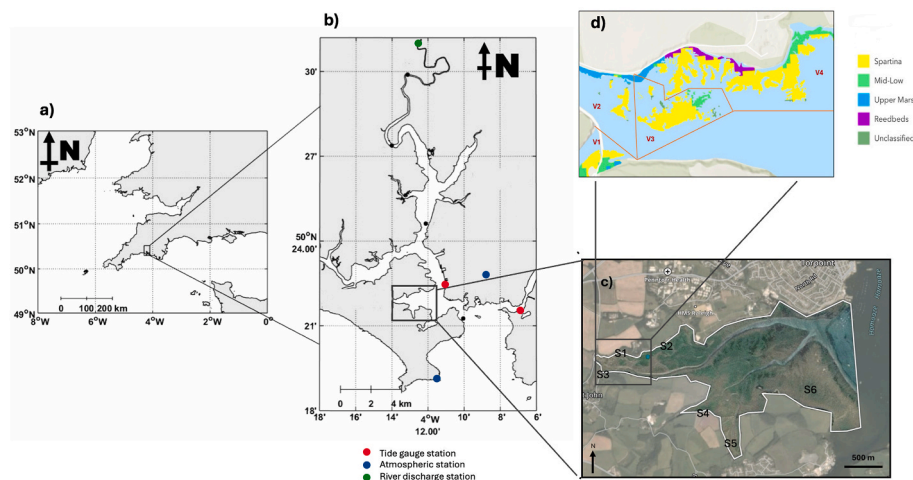 a)
N
53°N
52°N
51°N
50°N
49°N
8°W
6°W
4°W
2°W
0°
0 100 200 km
b)
N
30'
27'
50°N
24.00'
21'
18'
14'
4°W
12.00'
10'
8'
6'
0 2 4 km
Tide gauge station
Atmospheric station
River discharge station
d)
V1
V2
V3
V4
Spartina
Mid-Low
Upper Mars
Reedbeds
Unclassified
c)
S1
S2
S3
S4
S5
S6
N
500 m